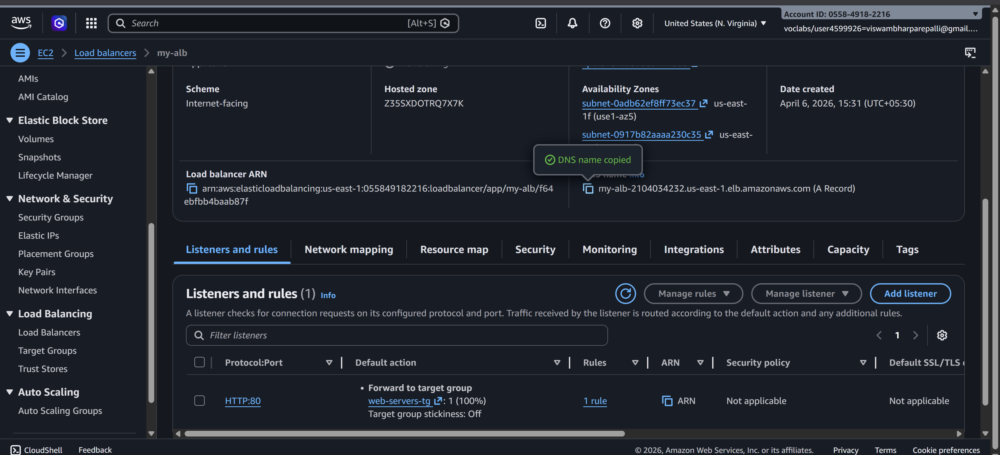 aws
Search
[Alt+S]
United States (N. Virginia)
Account ID: 0558-4918-2216
voclabs/user4599926=viswambharparepalli@gmail....
EC2
Load balancers
my-alb
AMIs
AMI Catalog
Elastic Block Store
Volumes
Snapshots
Lifecycle Manager
Network & Security
Security Groups
Elastic IPs
Placement Groups
Key Pairs
Network Interfaces
Load Balancing
Load Balancers
Target Groups
Trust Stores
Auto Scaling
Auto Scaling Groups
Scheme
Internet-facing
Hosted zone
Z35SXDOTRQ7X7K
Availability Zones
subnet-0adb62ef8ff73ec37 us-east-
1f (use1-az5)
subnet-0917b82aaaa230c35 us-east-
Date created
April 6, 2026, 15:31 (UTC+05:30)
DNS name copied
Load balancer ARN
arn:aws:elasticloadbalancing:us-east-1:055849182216:loadbalancer/app/my-alb/f64
ebfbb4baab87f
my-alb-2104034232.us-east-1.elb.amazonaws.com (A Record)
Listeners and rules
Network mapping
Resource map
Security
Monitoring
Integrations
Attributes
Capacity
Tags
Listeners and rules (1) Info
Manage rules
Manage listener
Add listener
A listener checks for connection requests on its configured protocol and port. Traffic received by the listener is routed according to the default action and any additional rules.
Filter listeners
1
Protocol:Port
Default action
Rules
ARN
Security policy
Default SSL/TLS
HTTP:80
• Forward to target group
web-servers-tg : 1 (100%)
Target group stickiness: Off
1 rule
ARN
Not applicable
Not applicable
CloudShell
Feedback
© 2026, Amazon Web Services, Inc. or its affiliates.
Privacy
Terms
Cookie preferences